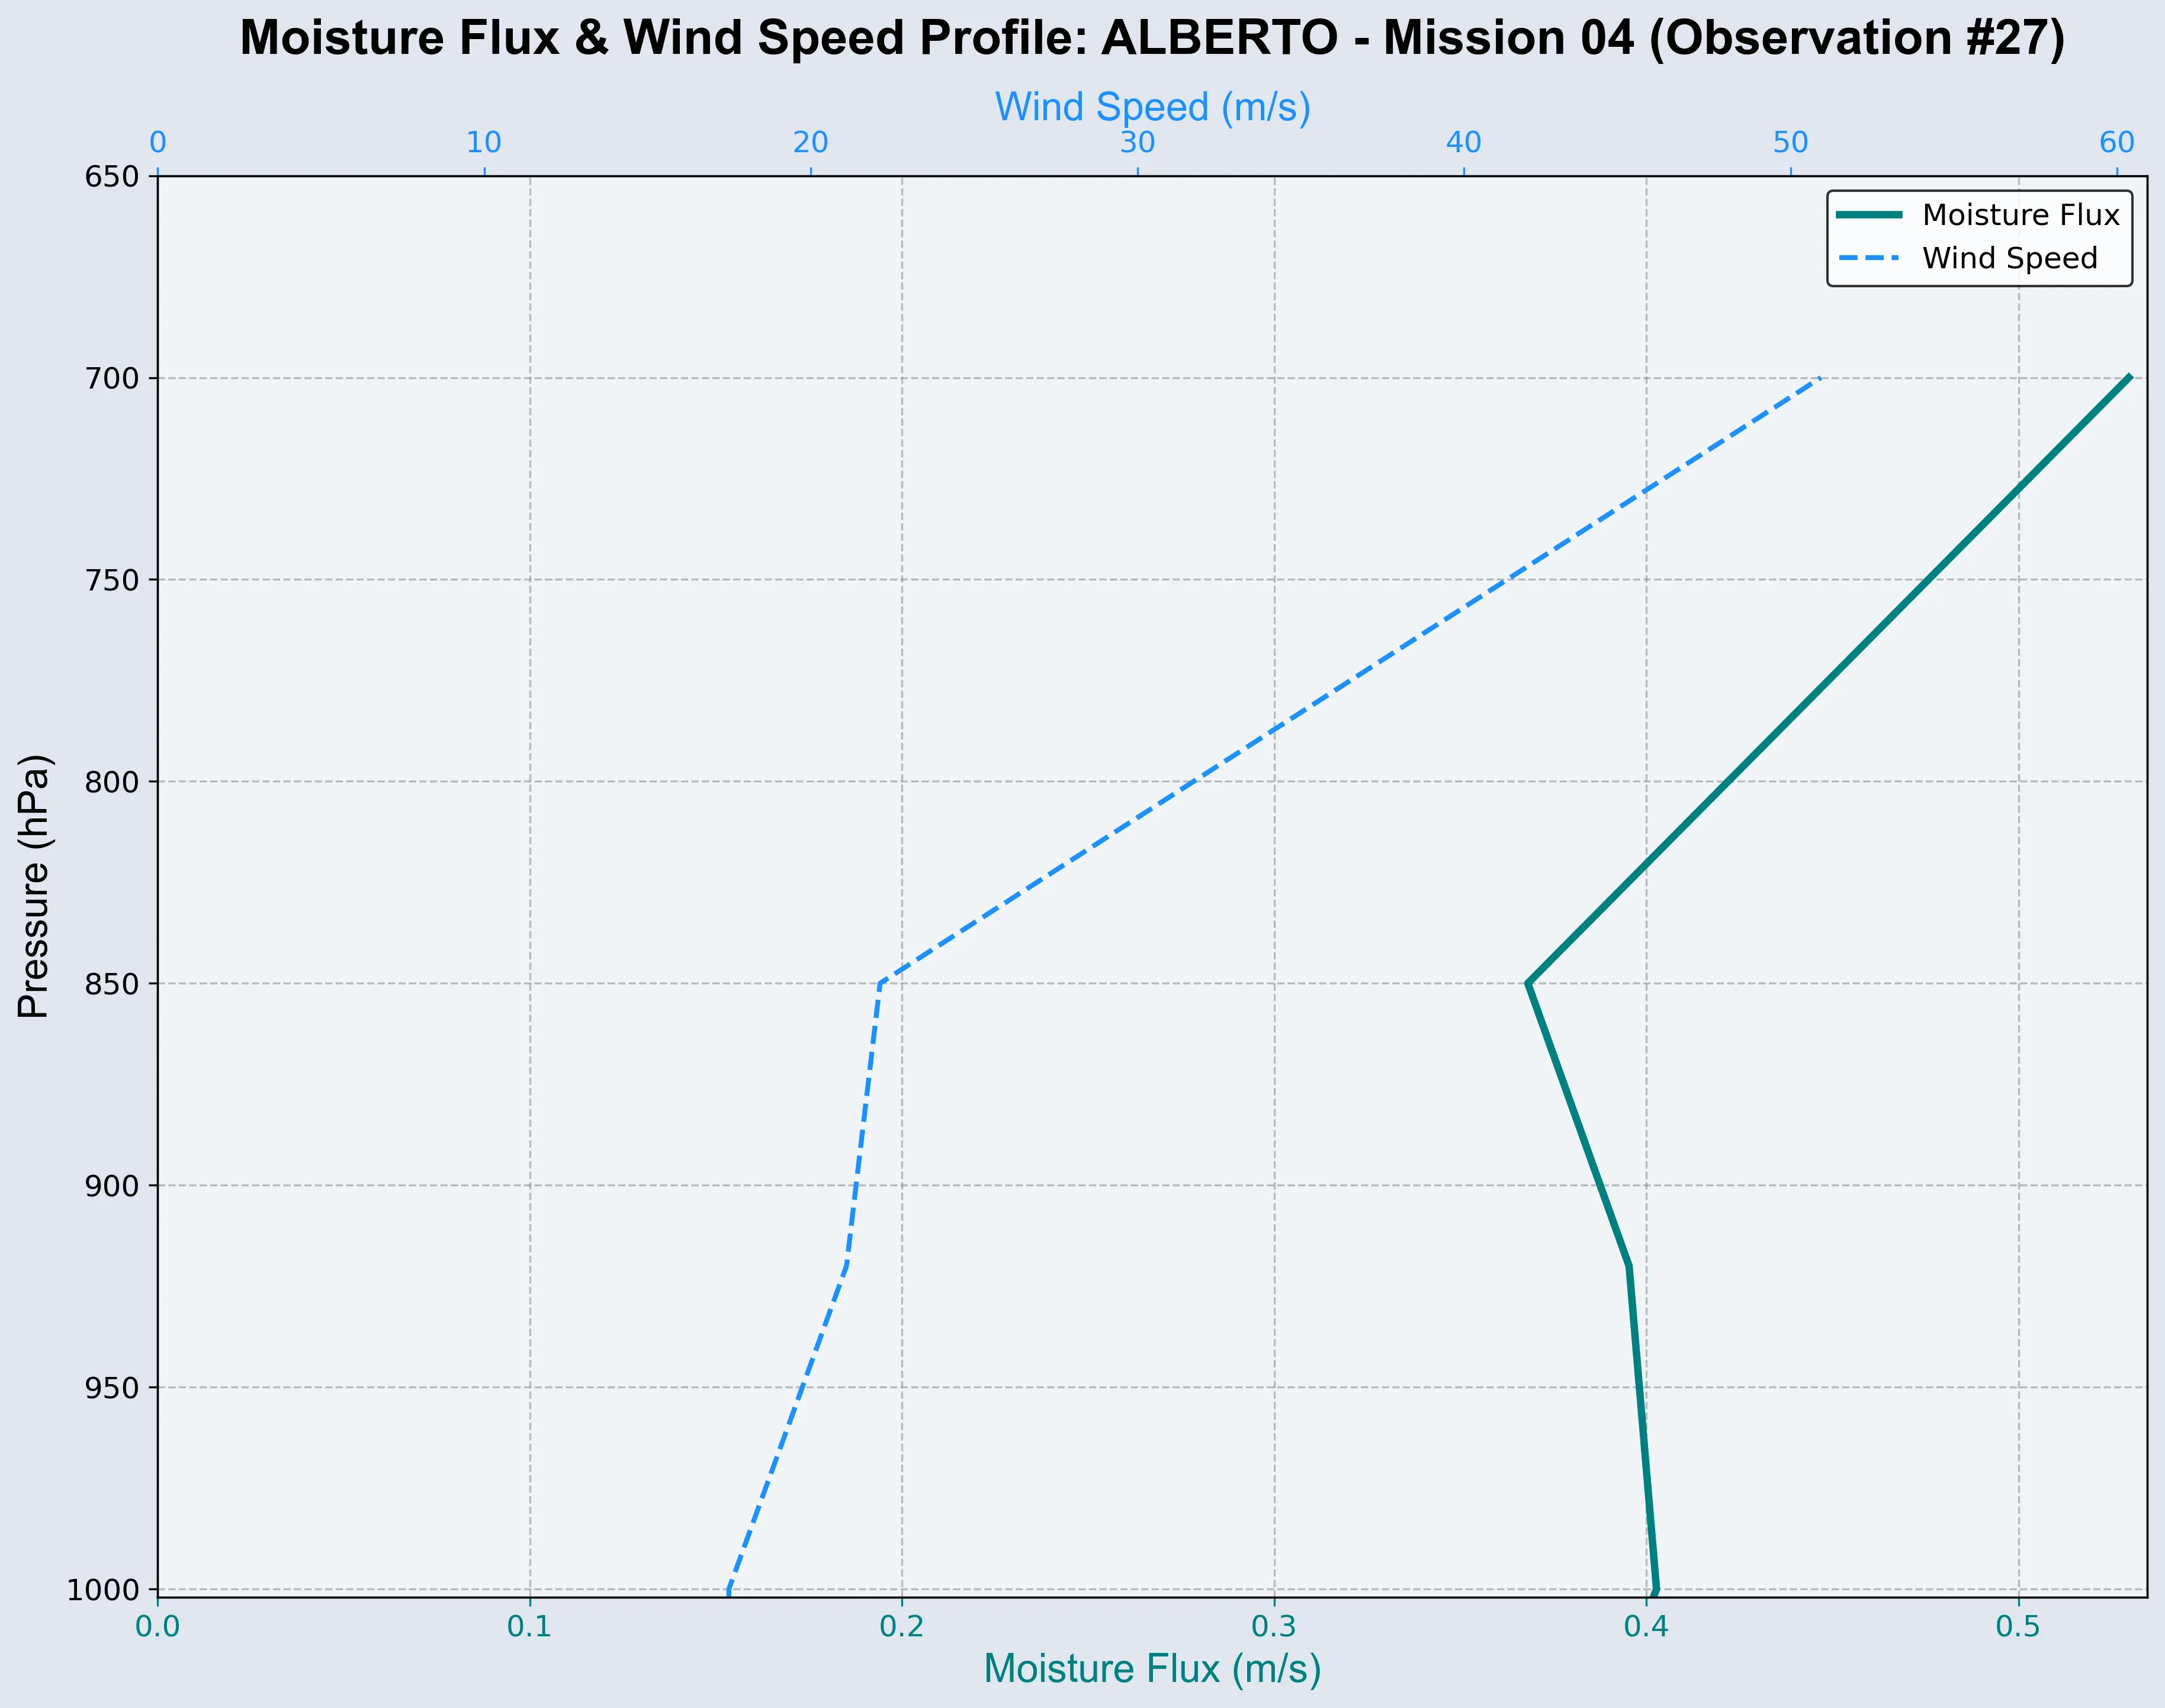 Moisture Flux & Wind Speed Profile: ALBERTO - Mission 04 (Observation #27)
Wind Speed (m/s)
0 10 20 30 40 50 60
Moisture Flux
Wind Speed
Pressure (hPa)
650
700
750
800
850
900
950
1000
0.0 0.1 0.2 0.3 0.4 0.5
Moisture Flux (m/s)